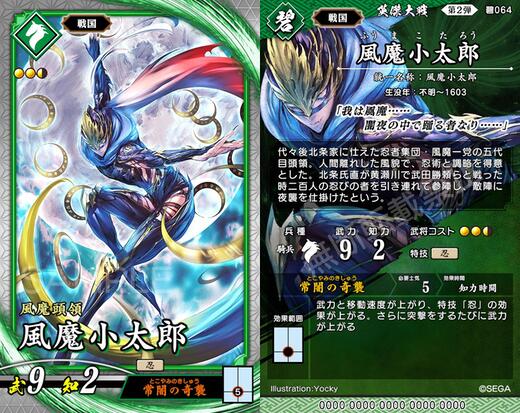 戦国
風魔頭領
風魔小太郎
忍
武9 知2
とこやみのきしゅう
常闇の奇襲
5
碧
戦国
英傑大戦
第2弾
碧064
ふうまこたろう
風魔小太郎
統一名称:風魔小太郎
生没年:不明~1603
「我は風魔……
闇夜の中で踊る者なり……」
代々後北条家に仕えた忍者集団・風魔一党の五代
目頭領。人間離れした風貌で、忍術と調略を得意
とした。北条氏直が黄瀬川で武田勝頼らと戦った
時二百人の忍びの者を引き連れて参陣し、敵陣に
夜襲を仕掛けたという。
兵種 武力 知力 武将コスト
騎兵 9 2 特技 忍
とこやみのきしゅう 必要士気 効果時間
常闇の奇襲 5 知力時間
効果範囲
武力と移動速度が上がり、特技「忍」の効
果が上がる。さらに突撃をするたびに武力
が上がる
Illustration:Yocky
©SEGA
0000-0000-0000-0000-0000